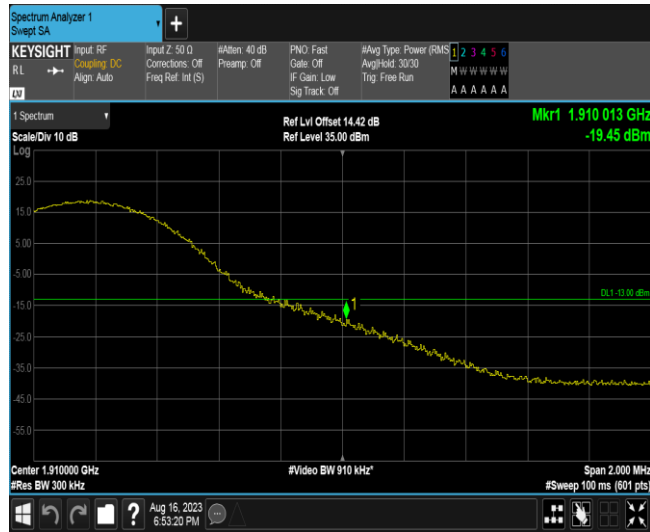 Spectrum Analyzer 1
Swept SA
KEYSIGHT
RL
LXI
Input: RF
Coupling: DC
Align: Auto
Input Z: 50 Ω
Corrections: Off
Freq Ref: Int (S)
#Atten: 40 dB
Preamp: Off
PNO: Fast
Gate: Off
IF Gain: Low
Sig Track: Off
#Avg Type: Power (RMS
Avg|Hold: 30/30
Trig: Free Run
1 2 3 4 5 6
M W W W W W
A A A A A A
1 Spectrum
Scale/Div 10 dB
Ref Lvl Offset 14.42 dB
Ref Level 35.00 dBm
Mkr1 1.910 013 GHz
-19.45 dBm
Log
25.0
15.0
5.00
-5.00
DL1 -13.00 dBm
1
-15.0
-25.0
-35.0
-45.0
-55.0
Center 1.910000 GHz
#Video BW 910 kHz*
Span 2.000 MHz
#Res BW 300 kHz
#Sweep 100 ms (601 pts)
?
Aug 16, 2023
6:53:20 PM